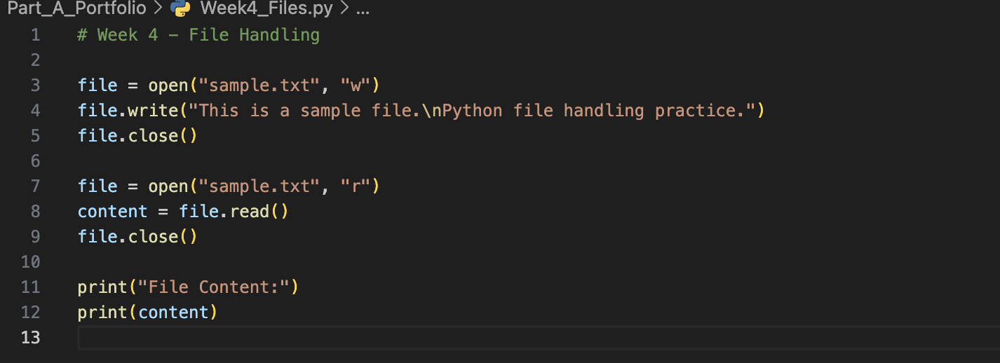 Part_A_Portfolio > Week4_Files.py > ...
1 # Week 4 – File Handling
2
3 file = open("sample.txt", "w")
4 file.write("This is a sample file.\nPython file handling practice.")
5 file.close()
6
7 file = open("sample.txt", "r")
8 content = file.read()
9 file.close()
10
11 print("File Content:")
12 print(content)
13